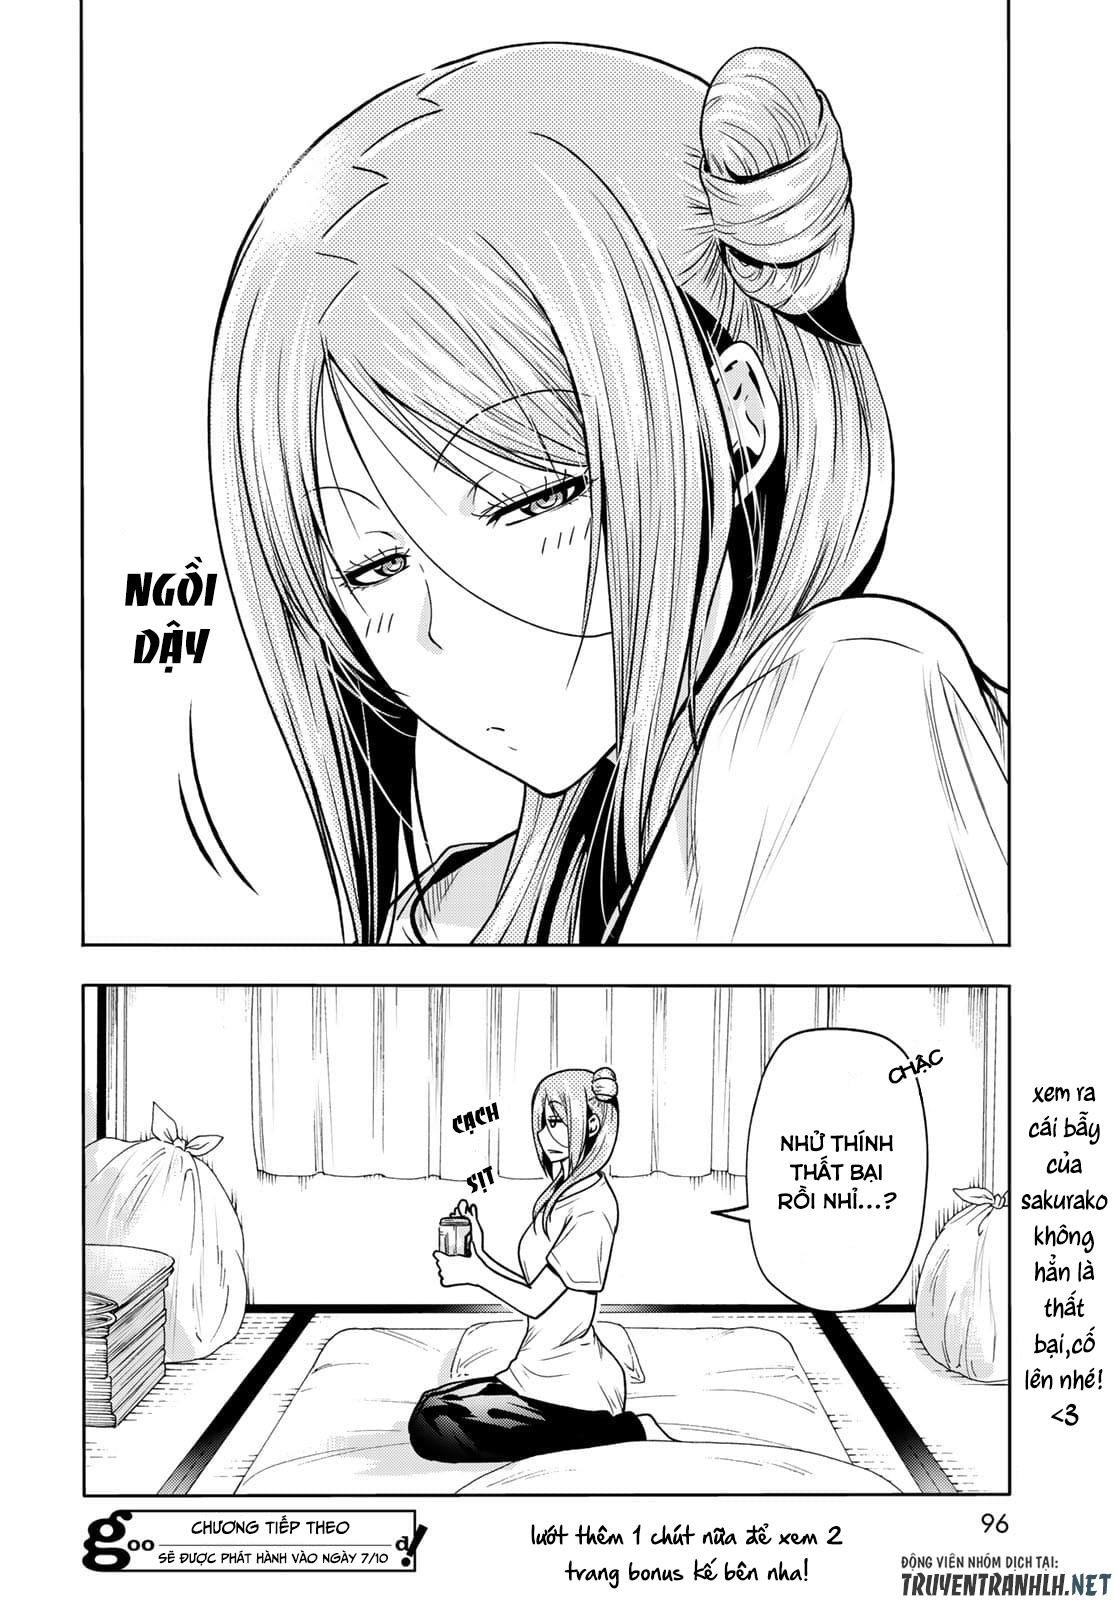 NGỒI
DẬY
CHẬC
NHỬ THÍNH
THẤT BẠI
RỒI NHỈ...?
CẠCH
SỊT
xem ra
cái bẫy
của
sakurako
không
hẳn là
thất
bại,cố
lên nhé!
<3
good!
CHƯƠNG TIẾP THEO
SẼ ĐƯỢC PHÁT HÀNH VÀO NGÀY 7/10
lướt thêm 1 chút nữa để xem 2
trang bonus kế bên nha!
96
ĐỘNG VIÊN NHÓM DỊCH TẠI:
TRUYENTRANHLH.NET